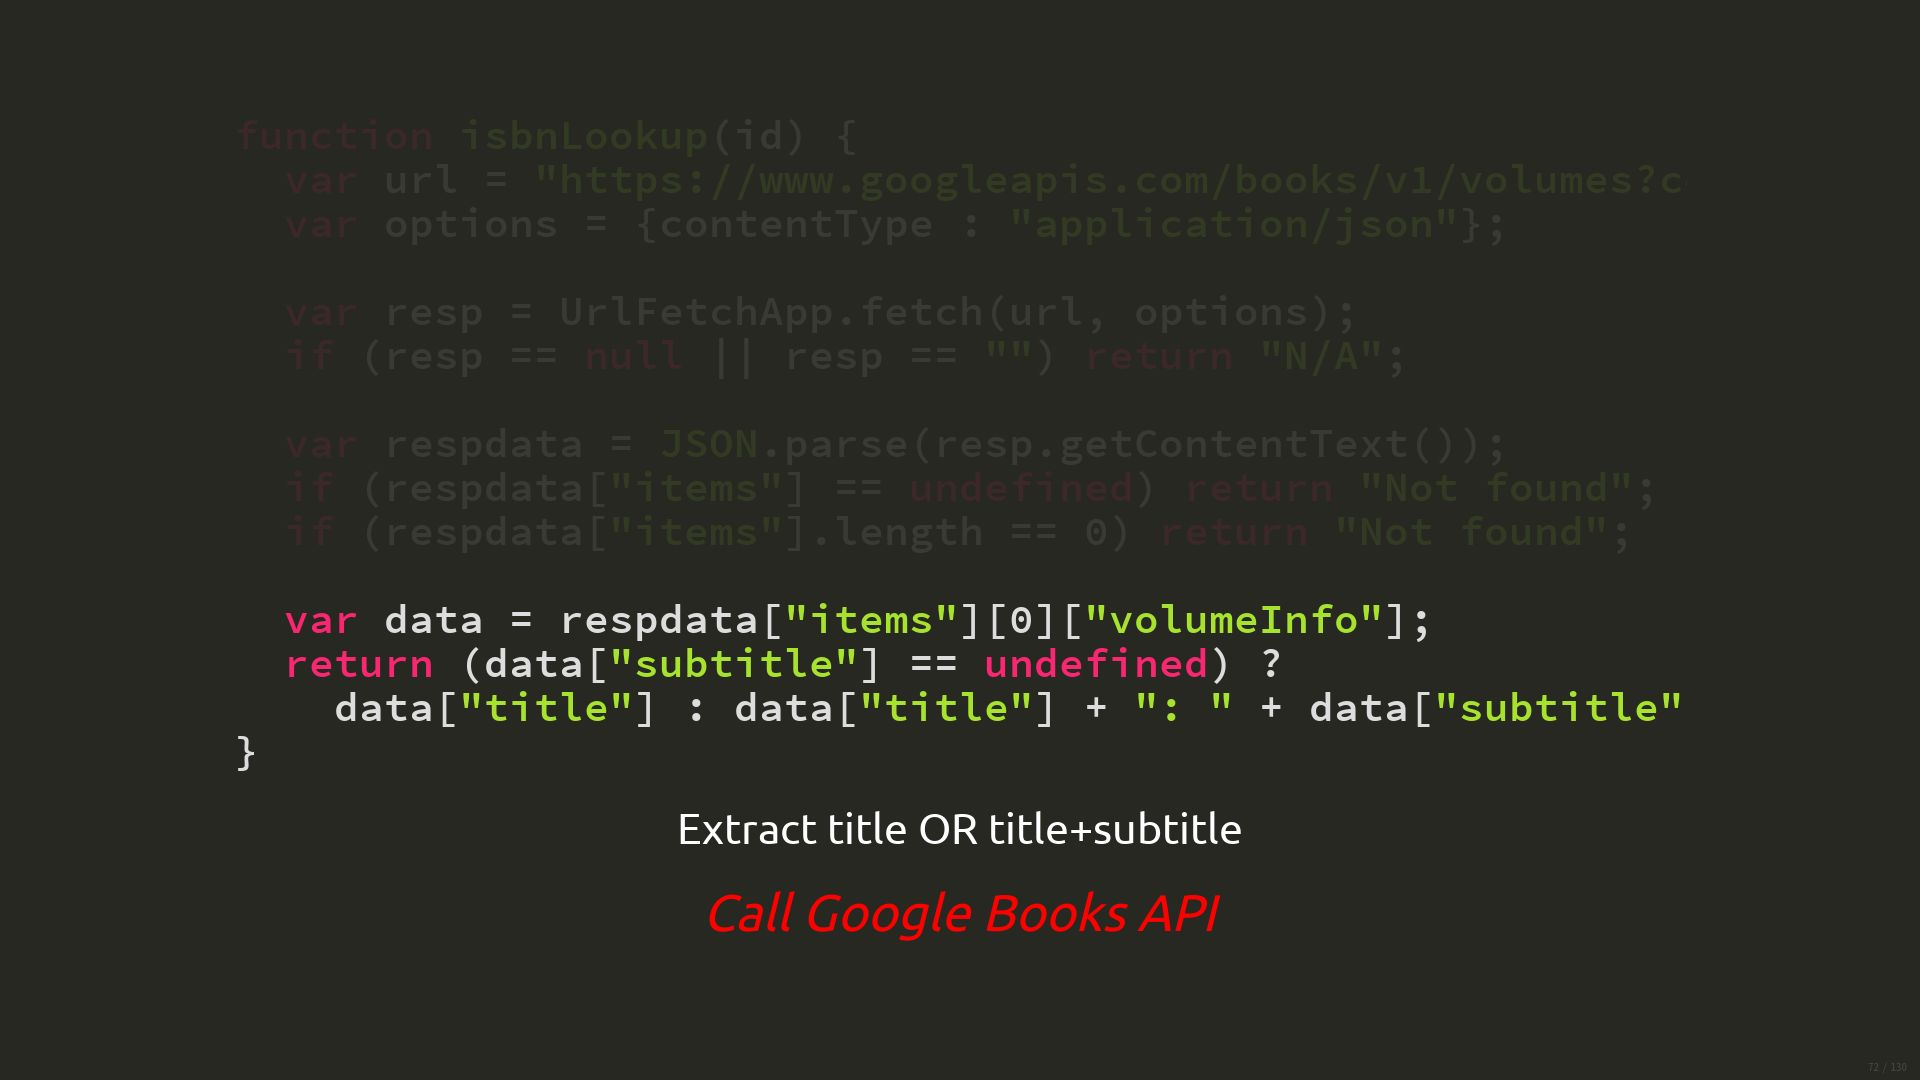 function isbnLookup(id) {
  var url = "https://www.googleapis.com/books/v1/volumes?c
  var options = {contentType : "application/json"};
  var resp = UrlFetchApp.fetch(url, options);
  if (resp == null || resp == "") return "N/A";
  var respdata = JSON.parse(resp.getContentText());
  if (respdata["items"] == undefined) return "Not found";
  if (respdata["items"].length == 0) return "Not found";
  var data = respdata["items"][0]["volumeInfo"];
  return (data["subtitle"] == undefined) ?
    data["title"] : data["title"] + ": " + data["subtitle"
}
Extract title OR title+subtitle
Call Google Books API
72 / 130